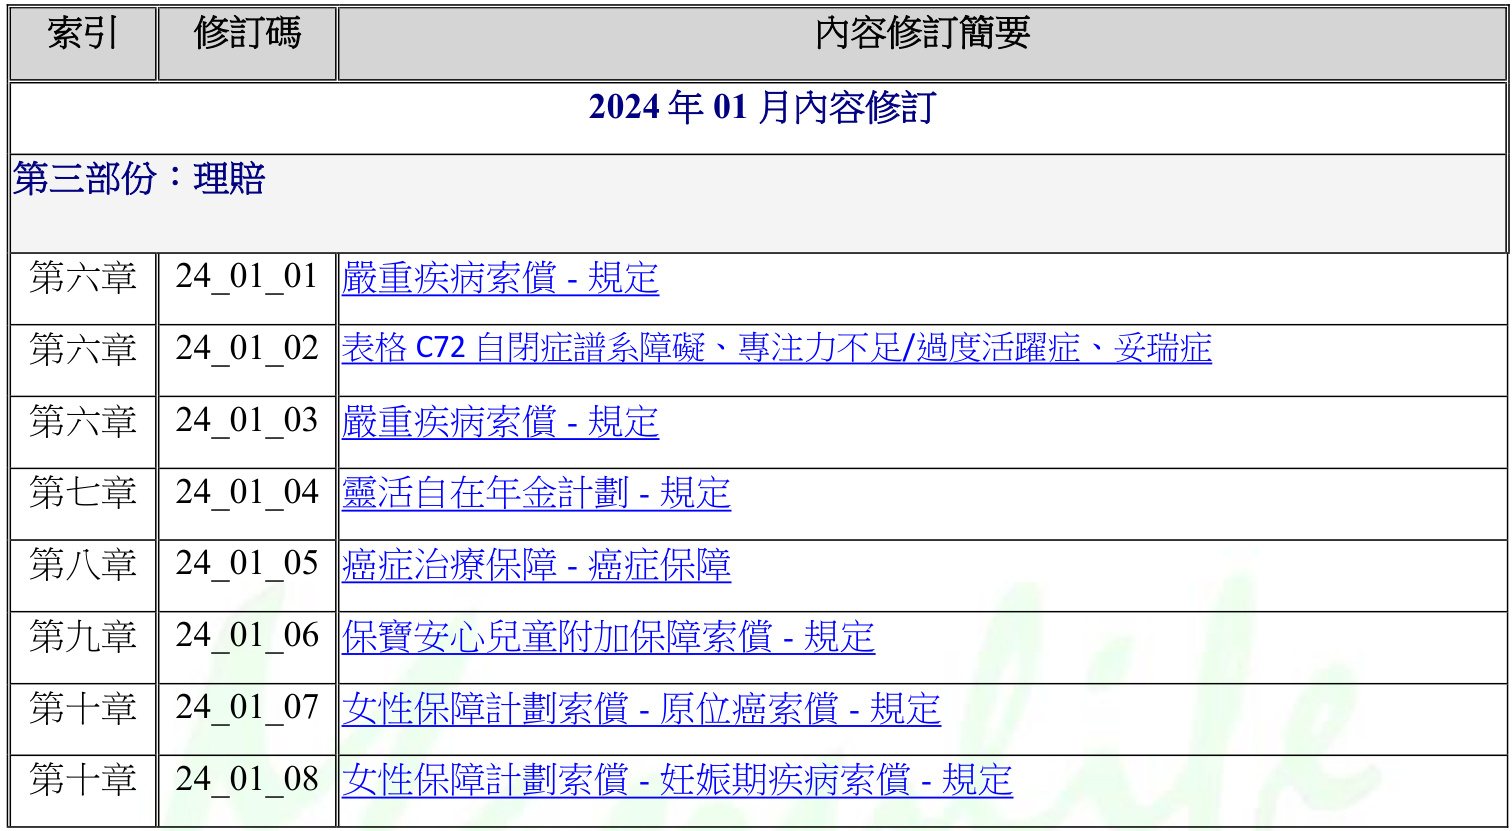 索引 修訂碼 內容修訂簡要
2024 年 01 月內容修訂
第三部份：理賠
第六章 24_01_01 嚴重疾病索償 - 規定
第六章 24_01_02 表格 C72 自閉症譜系障礙、專注力不足/過度活躍症、妥瑞症
第六章 24_01_03 嚴重疾病索償 - 規定
第七章 24_01_04 靈活自在年金計劃 - 規定
第八章 24_01_05 癌症治療保障 - 癌症保障
第九章 24_01_06 保寶安心兒童附加保障索償 - 規定
第十章 24_01_07 女性保障計劃索償 - 原位癌索償 - 規定
第十章 24_01_08 女性保障計劃索償 - 妊娠期疾病索償 - 規定